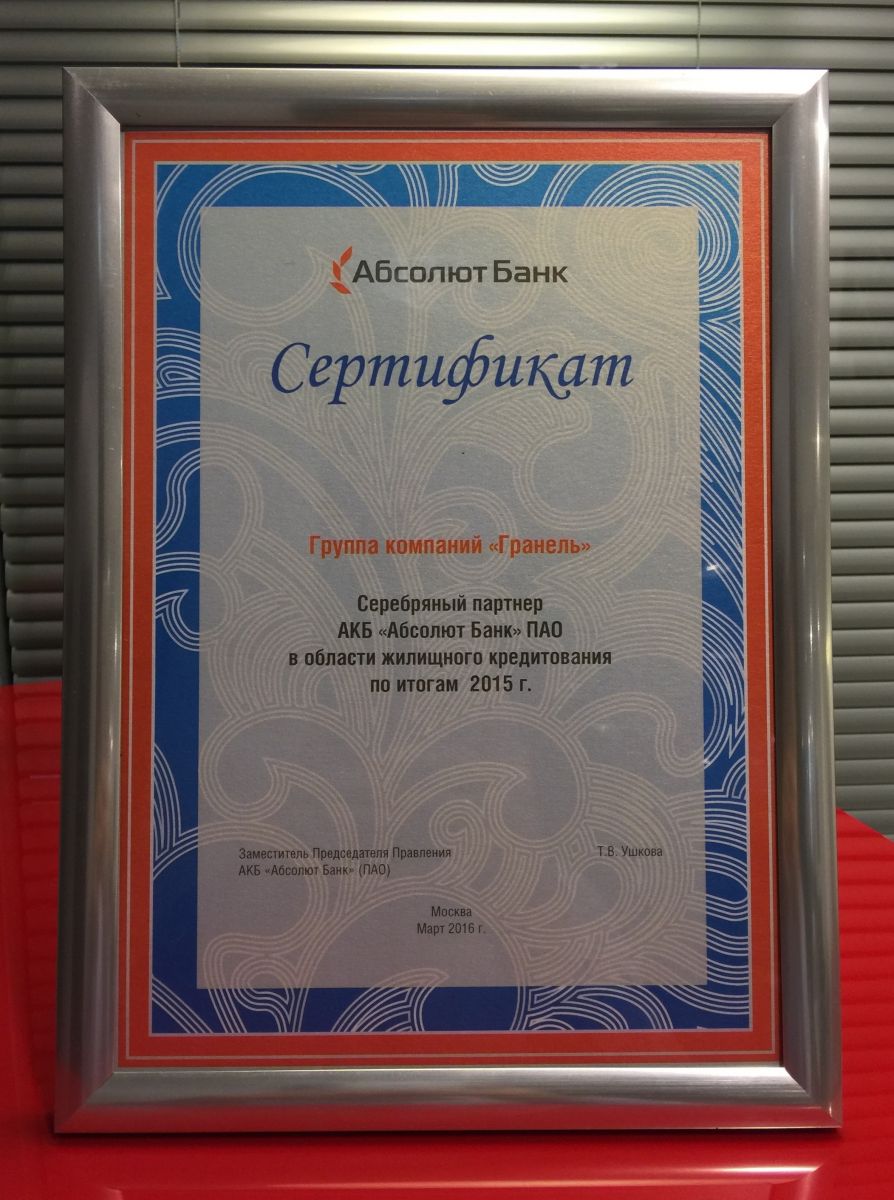 Абсолют Банк
Сертификат
Группа компаний «Гранель»
Серебряный партнер
АКБ «Абсолют Банк» ПАО
в области жилищного кредитования
по итогам 2015 г.
Заместитель Председателя Правления
АКБ «Абсолют Банк» (ПАО)
Т.В. Ушкова
Москва
Март 2016 г.